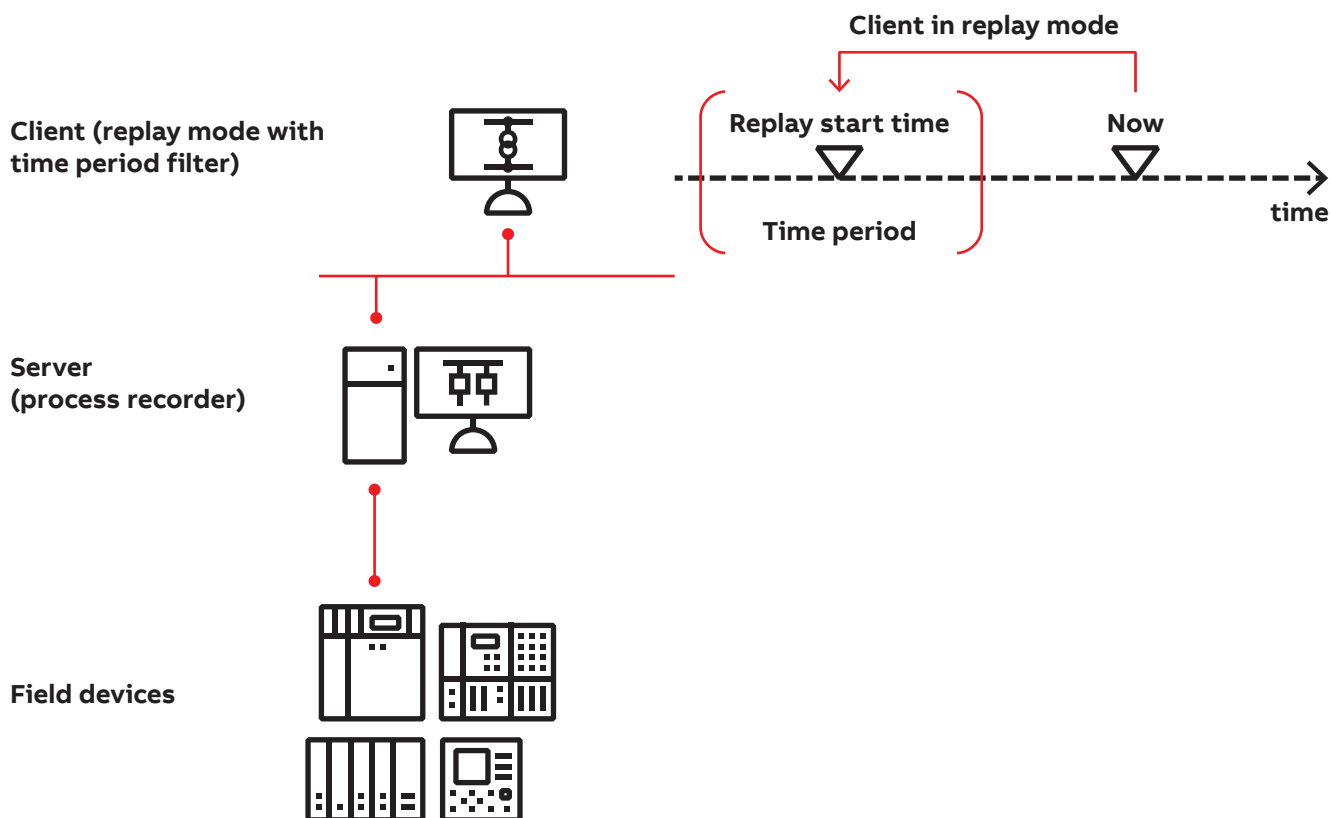 Client in replay mode
Client (replay mode with
time period filter)
Replay start time
Now
time
Time period
Server
(process recorder)
Field devices